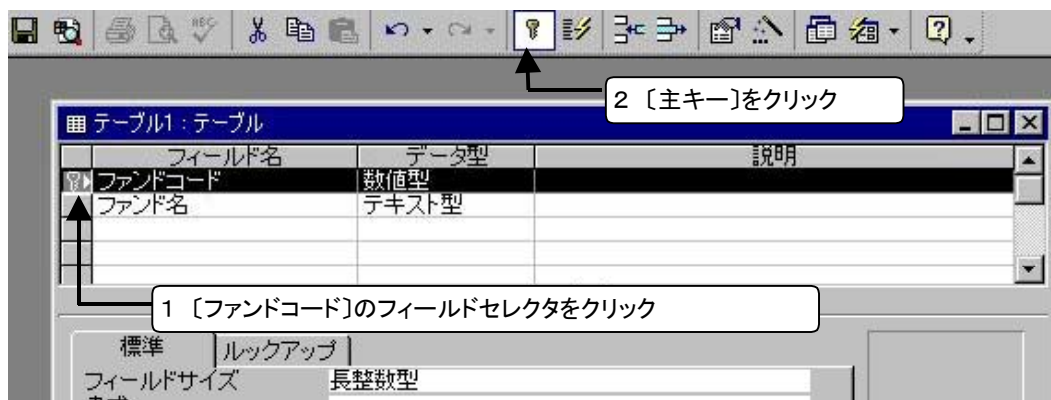 ABC
2 〔主キー〕をクリック
テーブル1 : テーブル
フィールド名 データ型 説明
ファンドコード 数値型
ファンド名 テキスト型
1 〔ファンドコード〕のフィールドセレクタをクリック
標準 ルックアップ
フィールドサイズ 長整数型